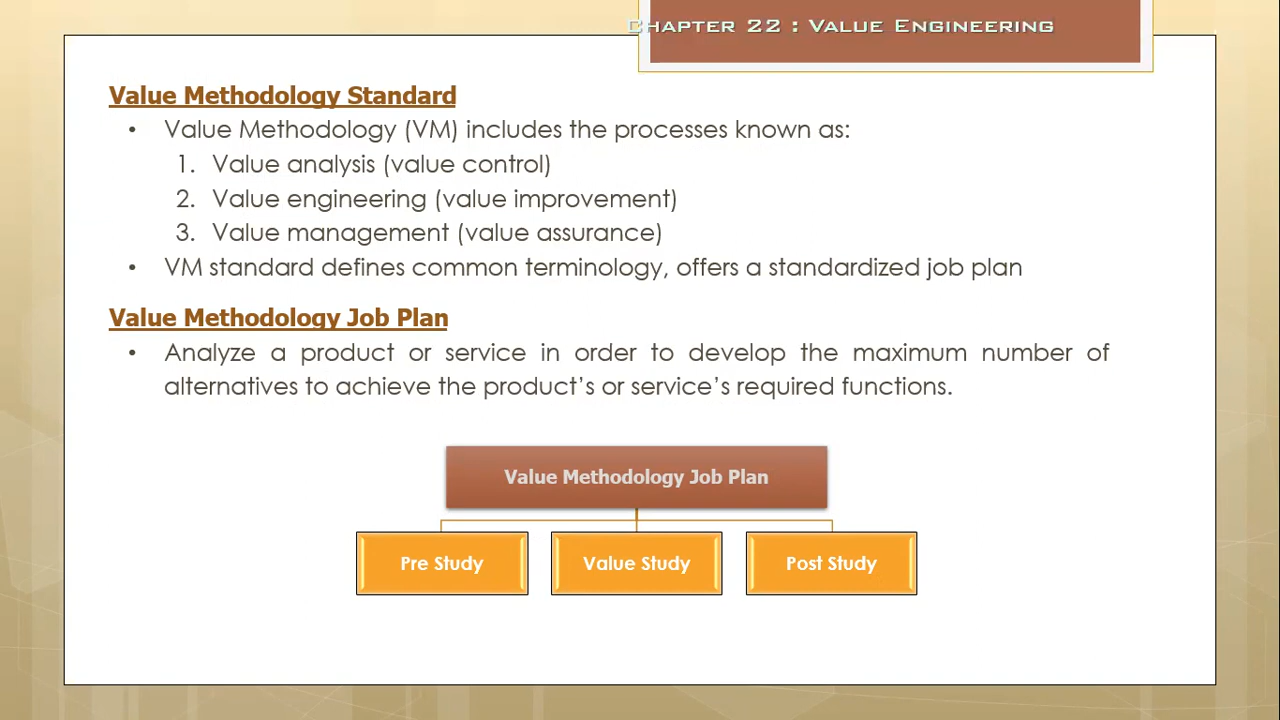 Chapter 22 : Value Engineering
Value Methodology Standard
• Value Methodology (VM) includes the processes known as:
1. Value analysis (value control)
2. Value engineering (value improvement)
3. Value management (value assurance)
• VM standard defines common terminology, offers a standardized job plan
Value Methodology Job Plan
• Analyze a product or service in order to develop the maximum number of
alternatives to achieve the product’s or service’s required functions.
Value Methodology Job Plan
Pre Study
Value Study
Post Study